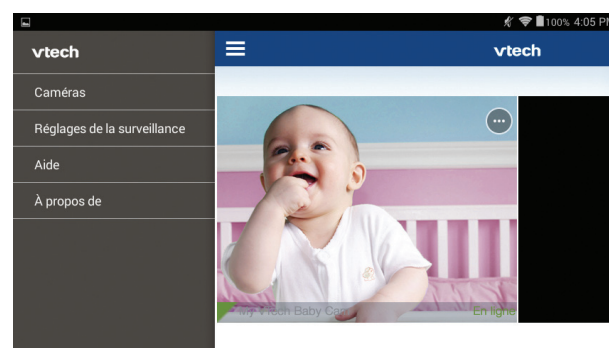 100% 4:05 PM
vtech
vtech
Caméras
Réglages de la surveillance
Aide
À propos de
My VTech Baby Cam
En ligne